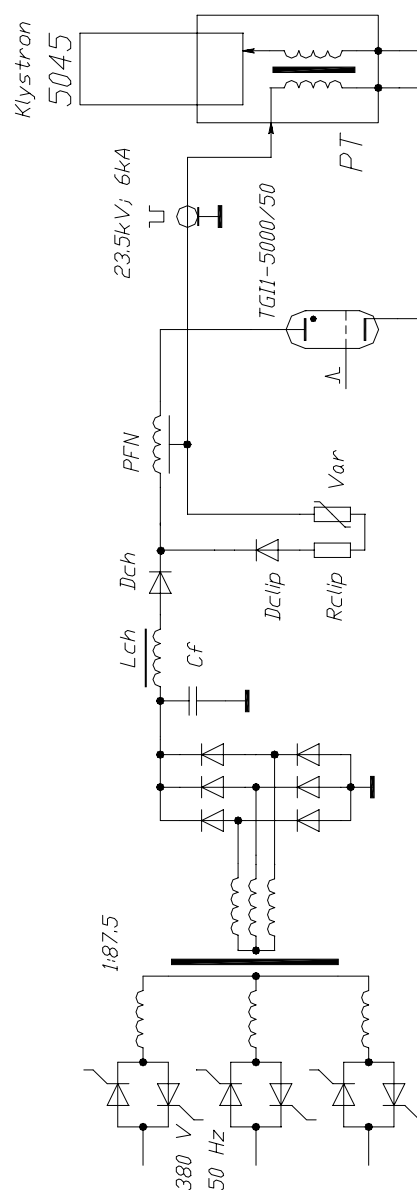 Klystron
5045
PT
23.5kV; 6kA
TGI1-5000/50
PFN
Var
Dch
Dclip
Rclip
Lch
Cf
1:87.5
380 V
50 Hz